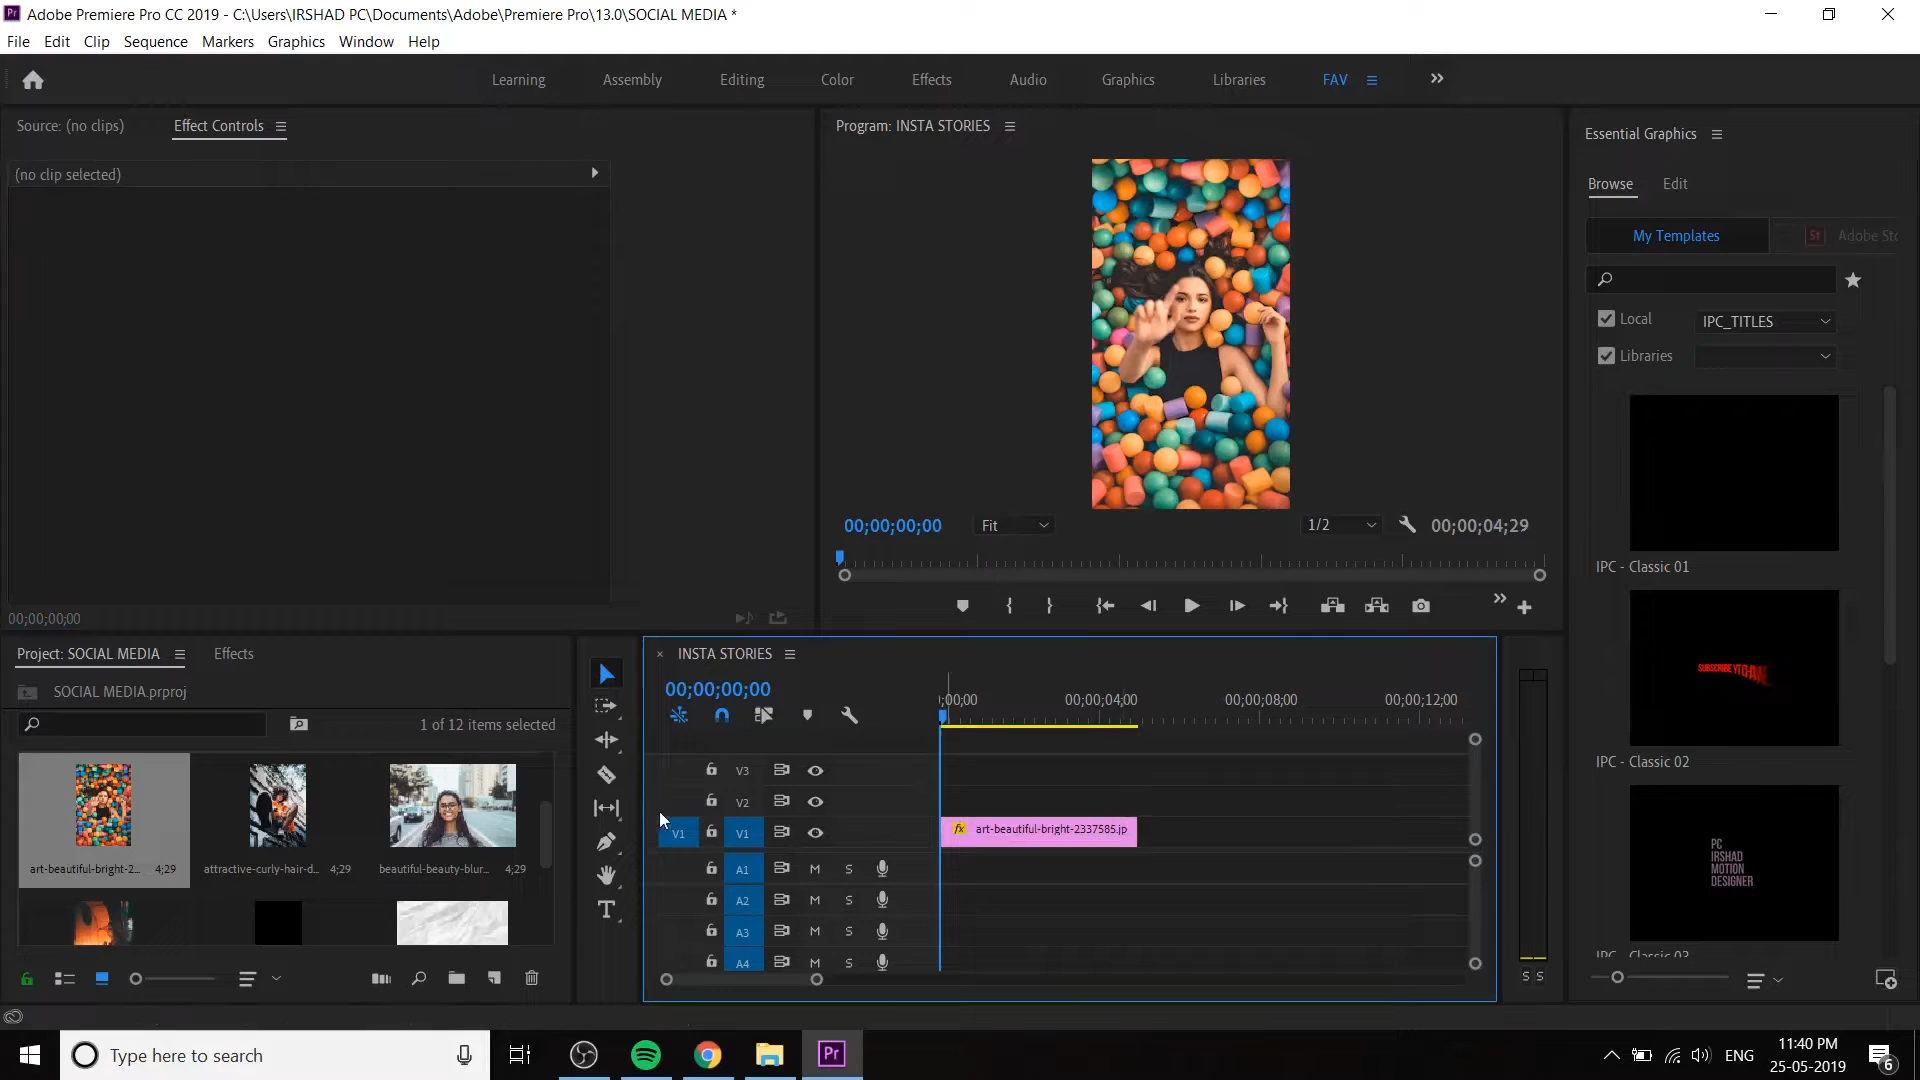 Pr Adobe Premiere Pro CC 2019 - C:\Users\IRSHAD PC\Documents\Adobe\Premiere Pro\13.0\SOCIAL MEDIA *
File Edit Clip Sequence Markers Graphics Window Help
Learning Assembly Editing Color Effects Audio Graphics Libraries FAV
Source: (no clips) Effect Controls
(no clip selected)
00;00;00;00
Program: INSTA STORIES
00;00;00;00 Fit 1/2 00;00;04;29
Essential Graphics
Browse Edit
My Templates St Adobe Sto
Local IPC_TITLES
Libraries
IPC - Classic 01
SUBSCRIBE
IPC - Classic 02
PC
IRSHAD
MOTION
DESIGNER
IPC - Classic 03
Project: SOCIAL MEDIA Effects
SOCIAL MEDIA.prproj
1 of 12 items selected
art-beautiful-bright-2... 4;29 attractive-curly-hair-d... 4;29 beautiful-beauty-blur... 4;29
INSTA STORIES
00;00;00;00
;00;00 00;00;04;00 00;00;08;00 00;00;12;00
V3
V2
V1 V1 fx art-beautiful-bright-2337585.jp
A1 M S
A2 M S
A3 M S
A4 M S
S S
Type here to search Pr ENG 11:40 PM
25-05-2019 6